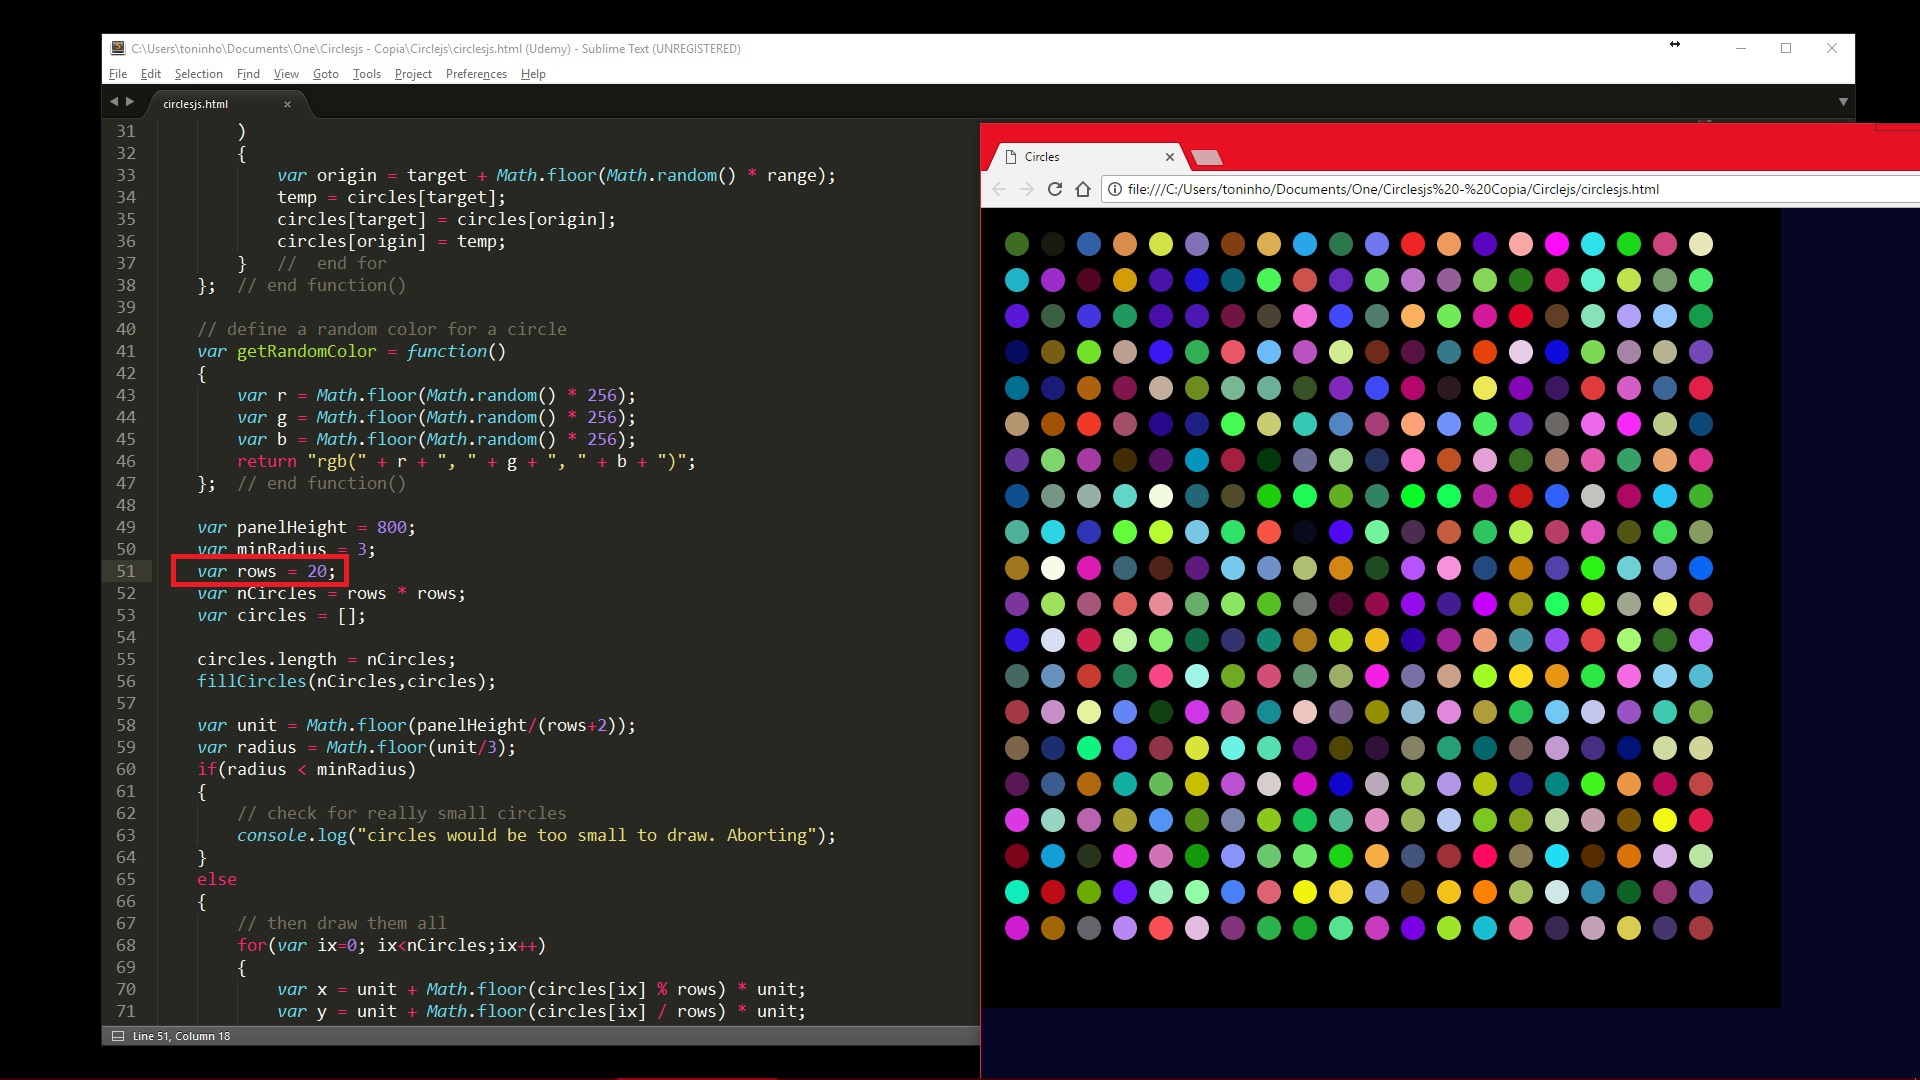 C:\Users\toninho\Documents\One\Circlesjs - Copia\Circlejs\circlesjs.html (Udemy) - Sublime Text (UNREGISTERED)
File Edit Selection Find View Goto Tools Project Preferences Help
circlesjs.html
31 )
32 {
33 var origin = target + Math.floor(Math.random() * range);
34 temp = circles[target];
35 circles[target] = circles[origin];
36 circles[origin] = temp;
37 } // end for
38 }; // end function()
39
40 // define a random color for a circle
41 var getRandomColor = function()
42 {
43 var r = Math.floor(Math.random() * 256);
44 var g = Math.floor(Math.random() * 256);
45 var b = Math.floor(Math.random() * 256);
46 return "rgb(" + r + ", " + g + ", " + b + ")";
47 }; // end function()
48
49 var panelHeight = 800;
50 var minRadius = 3;
51 var rows = 20;
52 var nCircles = rows * rows;
53 var circles = [];
54
55 circles.length = nCircles;
56 fillCircles(nCircles,circles);
57
58 var unit = Math.floor(panelHeight/(rows+2));
59 var radius = Math.floor(unit/3);
60 if(radius < minRadius)
61 {
62 // check for really small circles
63 console.log("circles would be too small to draw. Aborting");
64 }
65 else
66 {
67 // then draw them all
68 for(var ix=0; ix<nCircles;ix++)
69 {
70 var x = unit + Math.floor(circles[ix] % rows) * unit;
71 var y = unit + Math.floor(circles[ix] / rows) * unit;
Line 51, Column 18
Circles
file:///C:/Users/toninho/Documents/One/Circlesjs%20-%20Copia/Circlejs/circlesjs.html